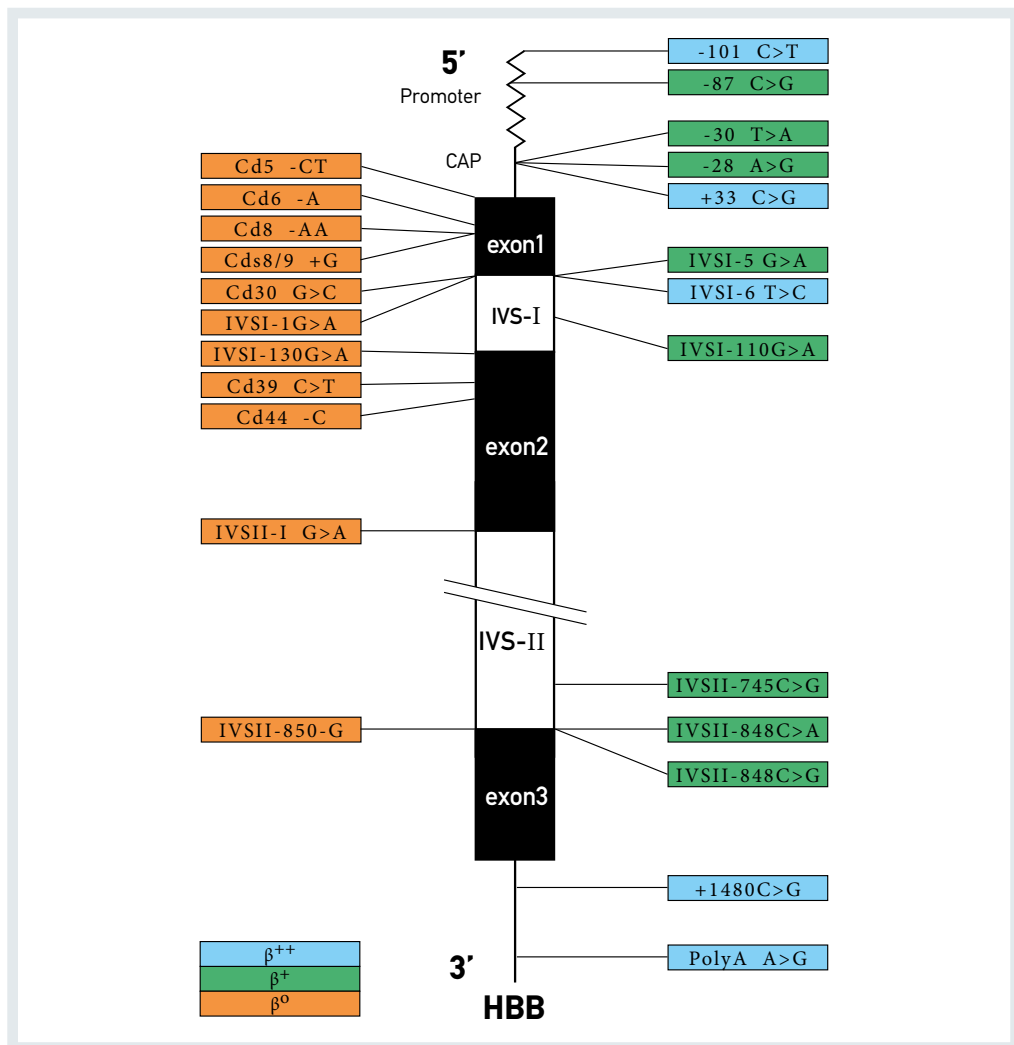 5′
Promoter
CAP
-101 C>T
-87 C>G
-30 T>A
-28 A>G
+33 C>G
Cd5 -CT
Cd6 -A
Cd8 -AA
Cds8/9 +G
Cd30 G>C
IVSI-1G>A
IVSI-130G>A
Cd39 C>T
Cd44 -C
IVSII-I G>A
IVSII-850-G
exon1
IVS-I
exon2
IVS-II
exon3
IVSI-5 G>A
IVSI-6 T>C
IVSI-110G>A
IVSII-745C>G
IVSII-848C>A
IVSII-848C>G
+1480C>G
PolyA A>G
3′
HBB
β++
β+
βo